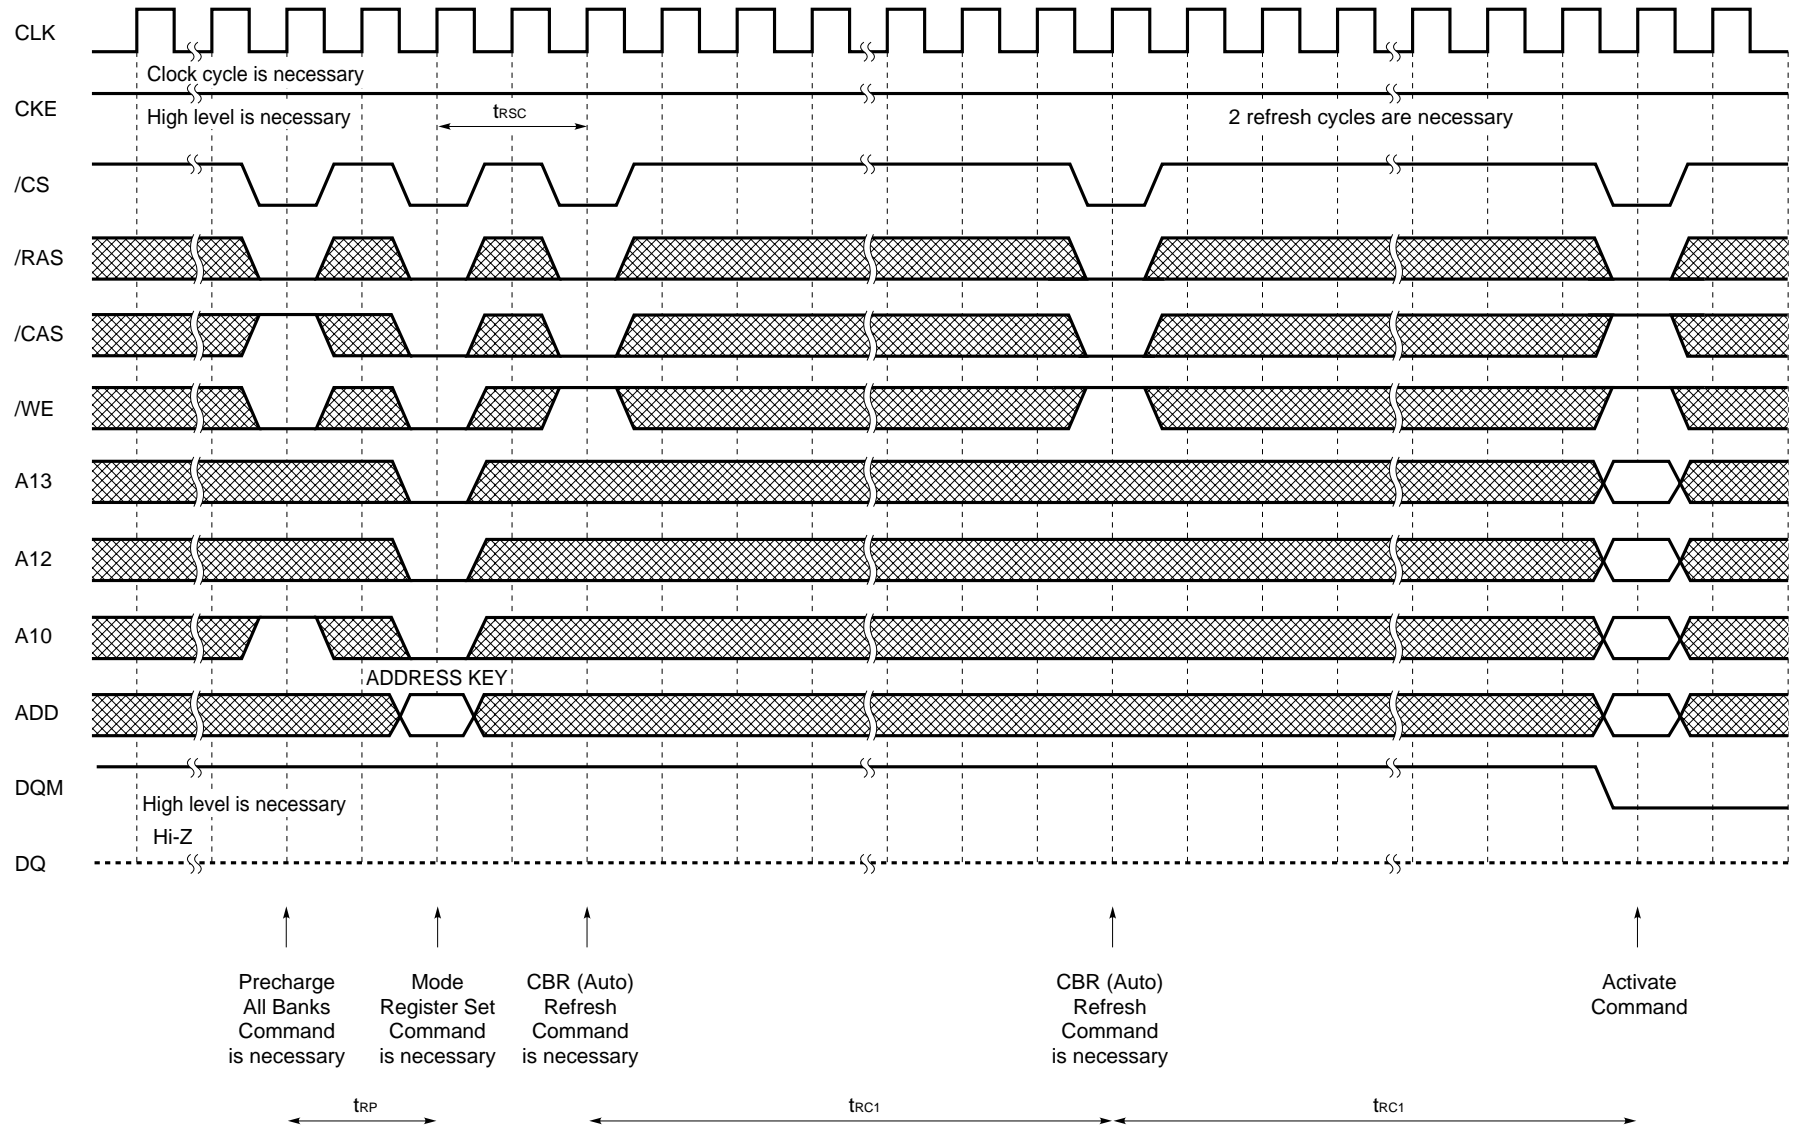 CLK
Clock cycle is necessary
CKE
High level is necessary
tRSC
2 refresh cycles are necessary
/CS
/RAS
/CAS
/WE
A13
A12
A10
ADDRESS KEY
ADD
DQM
High level is necessary
Hi-Z
DQ
Precharge
All Banks
Command
is necessary
Mode
Register Set
Command
is necessary
CBR (Auto)
Refresh
Command
is necessary
CBR (Auto)
Refresh
Command
is necessary
Activate
Command
tRP
tRC1
tRC1